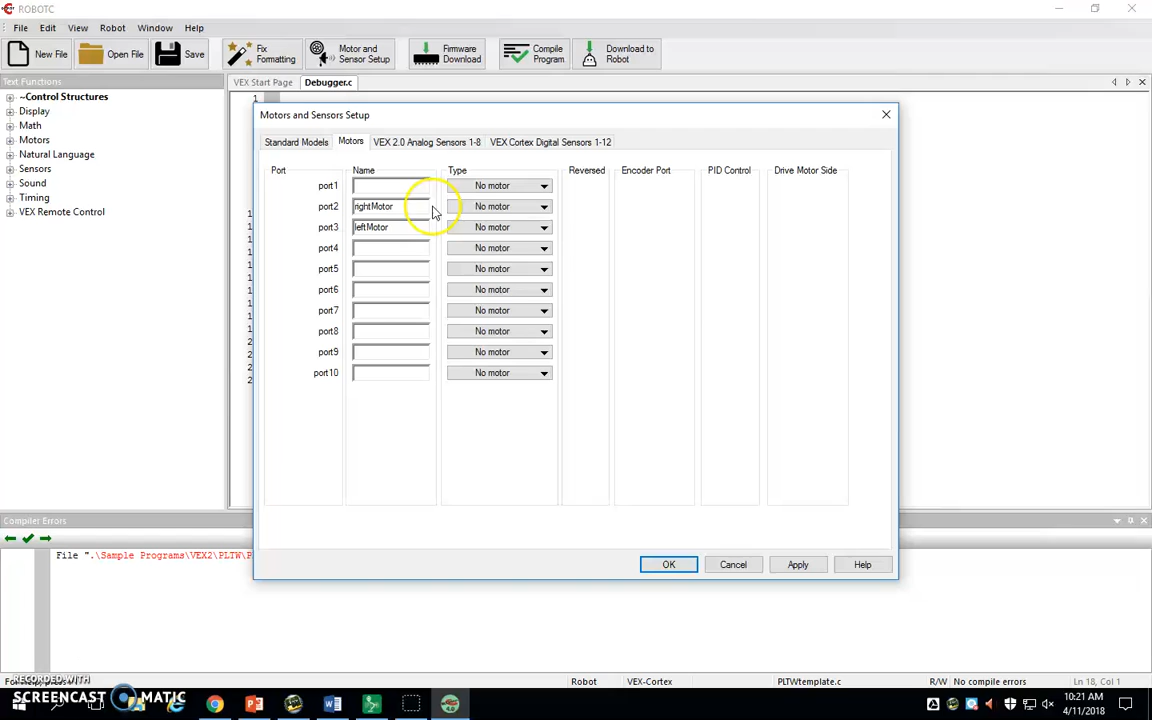 ROBOTC
File Edit View Robot Window Help
New File Open File Save Fix Formatting Motor and Sensor Setup Firmware Download Compile Program Download to Robot
Text Functions
VEX Start Page Debugger.c
~Control Structures
Display
Math
Motors
Natural Language
Sensors
Sound
Timing
VEX Remote Control
1
Motors and Sensors Setup
Standard Models Motors VEX 2.0 Analog Sensors 1-8 VEX Cortex Digital Sensors 1-12
Port Name Type Reversed Encoder Port PID Control Drive Motor Side
port1 No motor
port2 rightMotor No motor
port3 leftMotor No motor
port4 No motor
port5 No motor
port6 No motor
port7 No motor
port8 No motor
port9 No motor
port10 No motor
OK Cancel Apply Help
Compiler Errors
File ".\Sample Programs\VEX2\PLTW\P
RECORDED WITH
SCREENCAST MATIC
Robot VEX-Cortex PLTWtemplate.c R/W No compile errors Ln 18, Col 1
10:21 AM
4/11/2018